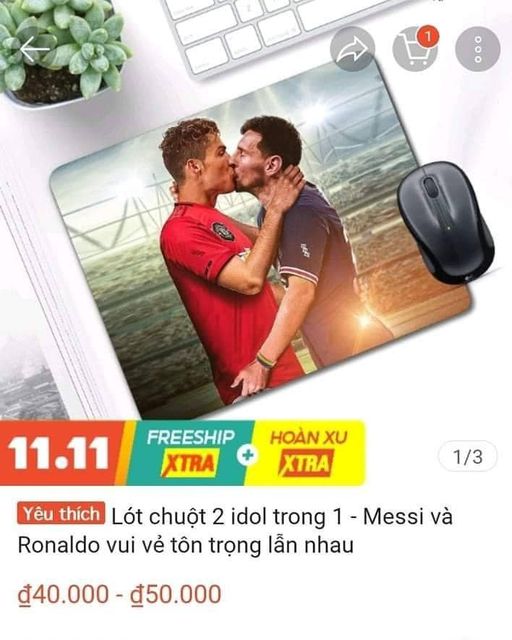 1
11.11
FREESHIP
XTRA
+
HOÀN XU
XTRA
1/3
Yêu thích Lót chuột 2 idol trong 1 - Messi và
Ronaldo vui vẻ tôn trọng lẫn nhau
₫40.000 - ₫50.000